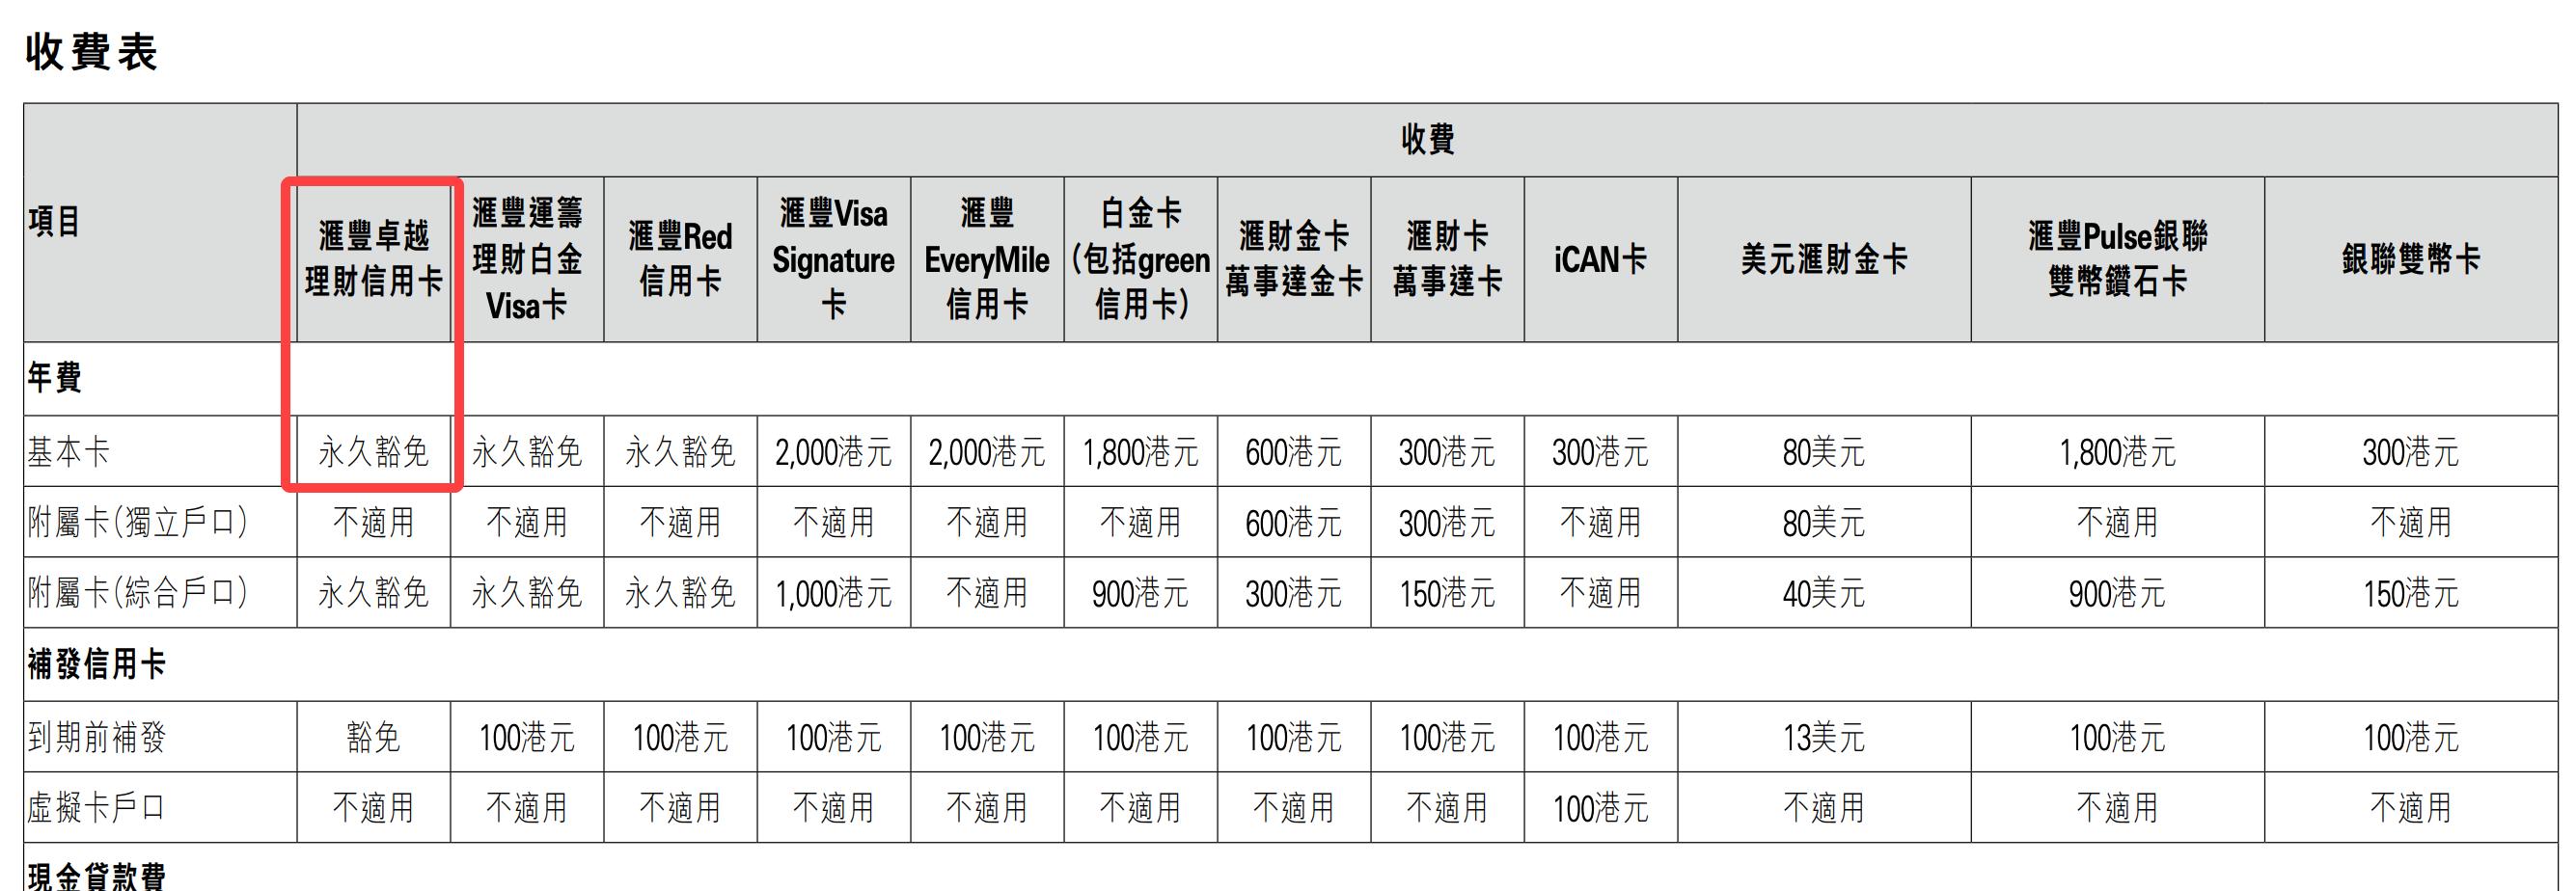 收費表
收費
項目
滙豐卓越
理財信用卡
滙豐運籌
理財白金
Visa卡
滙豐Red
信用卡
滙豐Visa
Signature
卡
滙豐
EveryMile
信用卡
白金卡
(包括green
信用卡)
滙財金卡
萬事達金卡
滙財卡
萬事達卡
iCAN卡
美元滙財金卡
滙豐Pulse銀聯
雙幣鑽石卡
銀聯雙幣卡
年費
基本卡 永久豁免 永久豁免 永久豁免 2,000港元 2,000港元 1,800港元 600港元 300港元 300港元 80美元 1,800港元 300港元
附屬卡(獨立戶口) 不適用 不適用 不適用 不適用 不適用 不適用 600港元 300港元 不適用 80美元 不適用 不適用
附屬卡(綜合戶口) 永久豁免 永久豁免 永久豁免 1,000港元 不適用 900港元 300港元 150港元 不適用 40美元 900港元 150港元
補發信用卡
到期前補發 豁免 100港元 100港元 100港元 100港元 100港元 100港元 100港元 100港元 13美元 100港元 100港元
虛擬卡戶口 不適用 不適用 不適用 不適用 不適用 不適用 不適用 不適用 100港元 不適用 不適用 不適用
現金貸款費